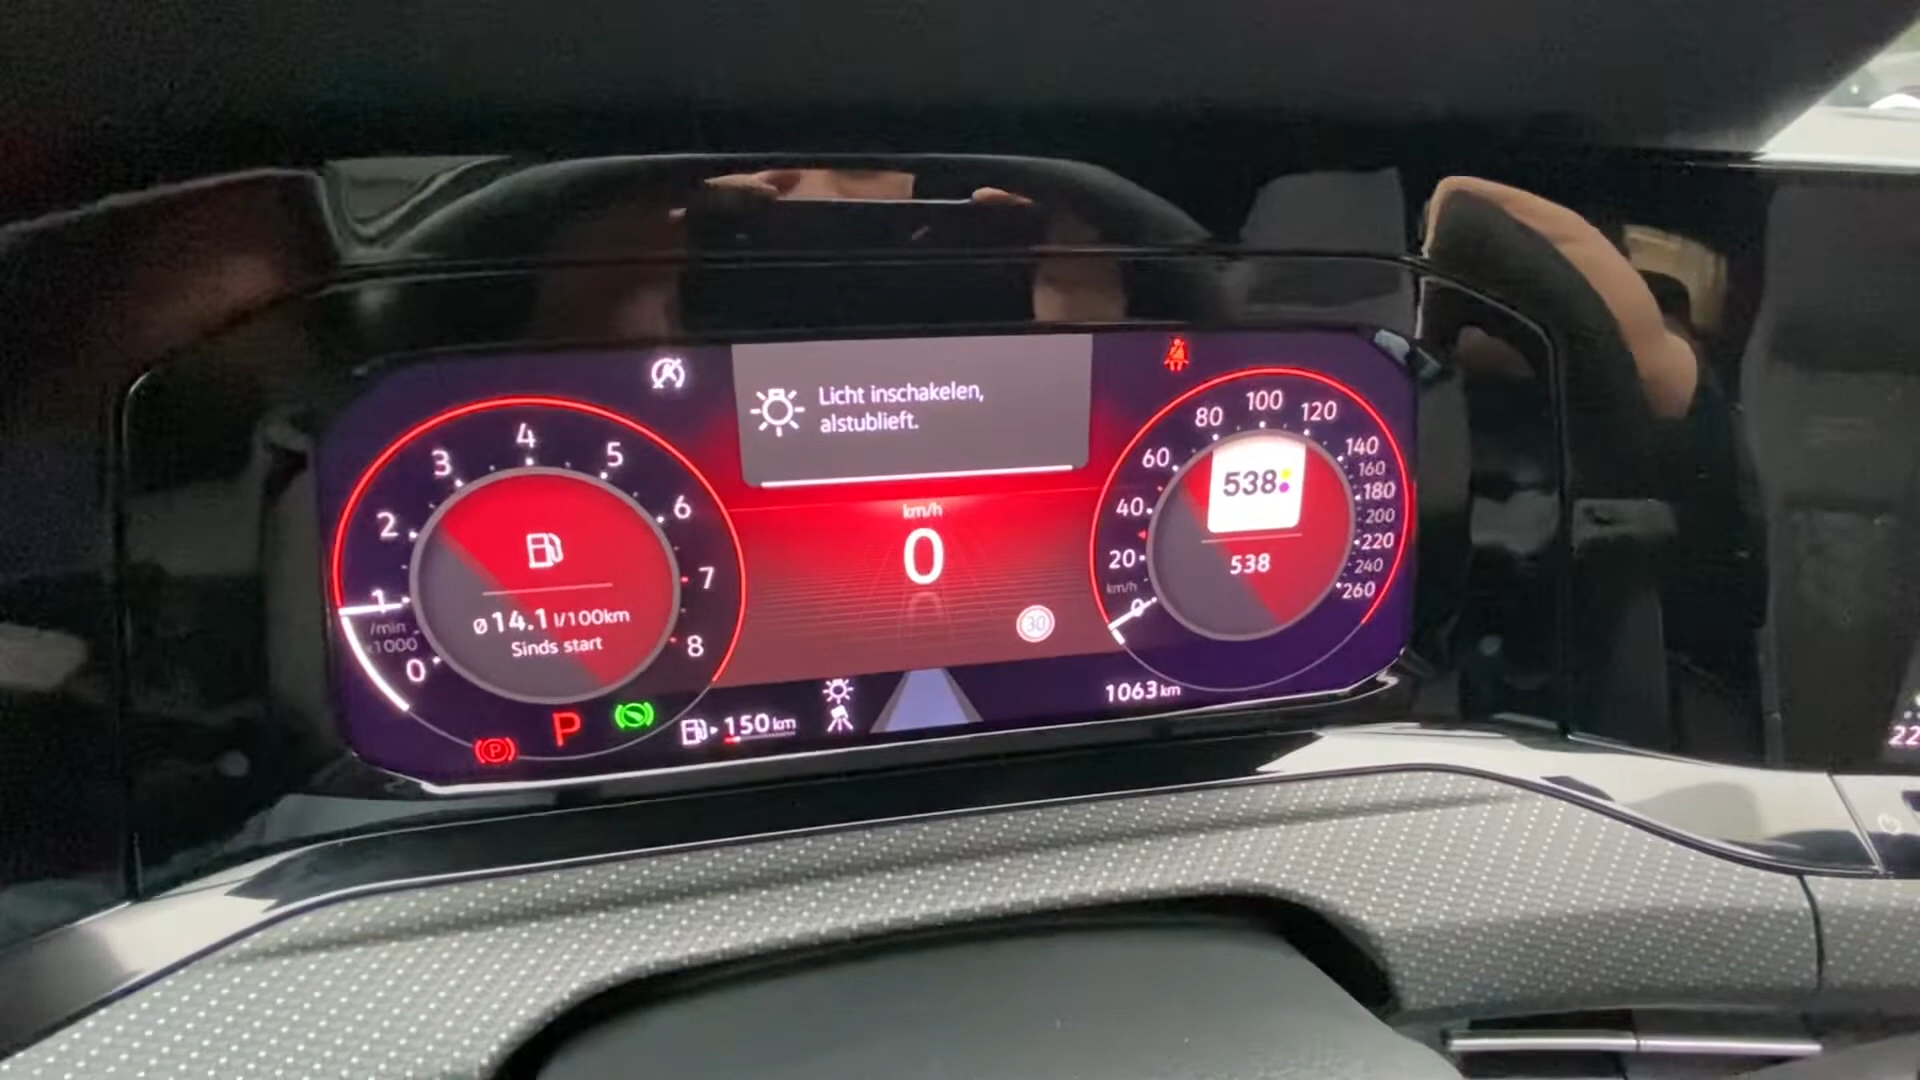 Licht inschakelen,
alstublieft.
km/h
0
30
0
1
2
3
4
5
6
7
8
/min
x1000
ø14.1 l/100km
Sinds start
P
P
150 km
0
20
40
60
80
100
120
140
160
180
200
220
240
260
km/h
538
538
1063 km
22